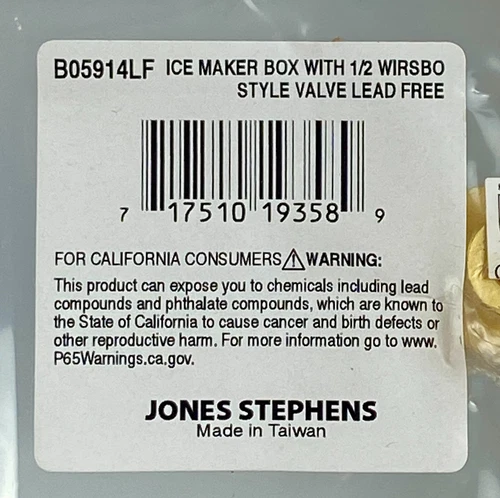 B05914LF ICE MAKER BOX WITH 1/2 WIRSBO
STYLE VALVE LEAD FREE
7 17510 19358 9
FOR CALIFORNIA CONSUMERS ⚠ WARNING:
This product can expose you to chemicals including lead
compounds and phthalate compounds, which are known to
the State of California to cause cancer and birth defects or
other reproductive harm. For more information go to www.
P65Warnings.ca.gov.
JONES STEPHENS
Made in Taiwan